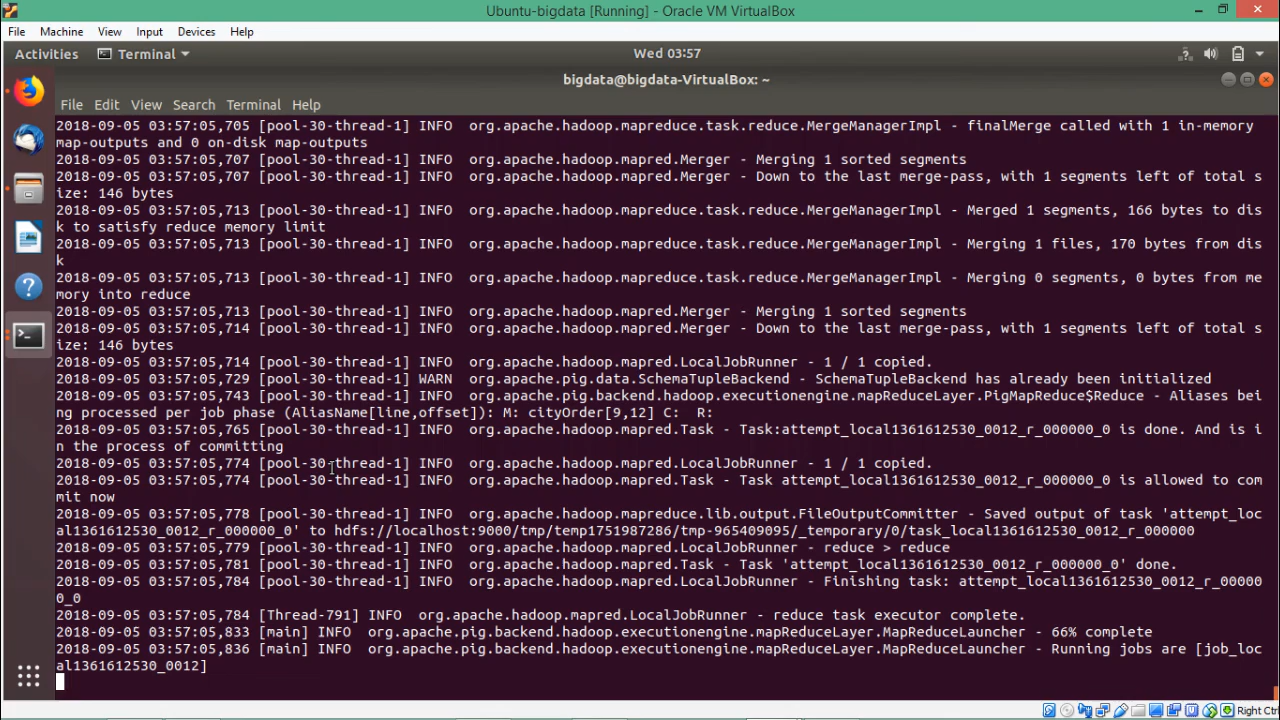 Ubuntu-bigdata [Running] - Oracle VM VirtualBox
File Machine View Input Devices Help
Activities Terminal Wed 03:57
bigdata@bigdata-VirtualBox: ~
File Edit View Search Terminal Help
2018-09-05 03:57:05,705 [pool-30-thread-1] INFO  org.apache.hadoop.mapreduce.task.reduce.MergeManagerImpl - finalMerge called with 1 in-memory
map-outputs and 0 on-disk map-outputs
2018-09-05 03:57:05,707 [pool-30-thread-1] INFO  org.apache.hadoop.mapred.Merger - Merging 1 sorted segments
2018-09-05 03:57:05,707 [pool-30-thread-1] INFO  org.apache.hadoop.mapred.Merger - Down to the last merge-pass, with 1 segments left of total s
ize: 146 bytes
2018-09-05 03:57:05,713 [pool-30-thread-1] INFO  org.apache.hadoop.mapreduce.task.reduce.MergeManagerImpl - Merged 1 segments, 166 bytes to dis
k to satisfy reduce memory limit
2018-09-05 03:57:05,713 [pool-30-thread-1] INFO  org.apache.hadoop.mapreduce.task.reduce.MergeManagerImpl - Merging 1 files, 170 bytes from dis
k
2018-09-05 03:57:05,713 [pool-30-thread-1] INFO  org.apache.hadoop.mapreduce.task.reduce.MergeManagerImpl - Merging 0 segments, 0 bytes from me
mory into reduce
2018-09-05 03:57:05,713 [pool-30-thread-1] INFO  org.apache.hadoop.mapred.Merger - Merging 1 sorted segments
2018-09-05 03:57:05,714 [pool-30-thread-1] INFO  org.apache.hadoop.mapred.Merger - Down to the last merge-pass, with 1 segments left of total s
ize: 146 bytes
2018-09-05 03:57:05,714 [pool-30-thread-1] INFO  org.apache.hadoop.mapred.LocalJobRunner - 1 / 1 copied.
2018-09-05 03:57:05,729 [pool-30-thread-1] WARN  org.apache.pig.data.SchemaTupleBackend - SchemaTupleBackend has already been initialized
2018-09-05 03:57:05,743 [pool-30-thread-1] INFO  org.apache.pig.backend.hadoop.executionengine.mapReduceLayer.PigMapReduce$Reduce - Aliases bei
ng processed per job phase (AliasName[line,offset]): M: cityOrder[9,12] C:  R:
2018-09-05 03:57:05,765 [pool-30-thread-1] INFO  org.apache.hadoop.mapred.Task - Task:attempt_local1361612530_0012_r_000000_0 is done. And is i
n the process of committing
2018-09-05 03:57:05,774 [pool-30-thread-1] INFO  org.apache.hadoop.mapred.LocalJobRunner - 1 / 1 copied.
2018-09-05 03:57:05,774 [pool-30-thread-1] INFO  org.apache.hadoop.mapred.Task - Task attempt_local1361612530_0012_r_000000_0 is allowed to com
mit now
2018-09-05 03:57:05,778 [pool-30-thread-1] INFO  org.apache.hadoop.mapreduce.lib.output.FileOutputCommitter - Saved output of task 'attempt_loc
al1361612530_0012_r_000000_0' to hdfs://localhost:9000/tmp/temp1751987286/tmp-965409095/_temporary/0/task_local1361612530_0012_r_000000
2018-09-05 03:57:05,779 [pool-30-thread-1] INFO  org.apache.hadoop.mapred.LocalJobRunner - reduce > reduce
2018-09-05 03:57:05,781 [pool-30-thread-1] INFO  org.apache.hadoop.mapred.Task - Task 'attempt_local1361612530_0012_r_000000_0' done.
2018-09-05 03:57:05,784 [pool-30-thread-1] INFO  org.apache.hadoop.mapred.LocalJobRunner - Finishing task: attempt_local1361612530_0012_r_00000
0_0
2018-09-05 03:57:05,784 [Thread-791] INFO  org.apache.hadoop.mapred.LocalJobRunner - reduce task executor complete.
2018-09-05 03:57:05,833 [main] INFO  org.apache.pig.backend.hadoop.executionengine.mapReduceLayer.MapReduceLauncher - 66% complete
2018-09-05 03:57:05,836 [main] INFO  org.apache.pig.backend.hadoop.executionengine.mapReduceLayer.MapReduceLauncher - Running jobs are [job_loc
al1361612530_0012]
Right Ctrl